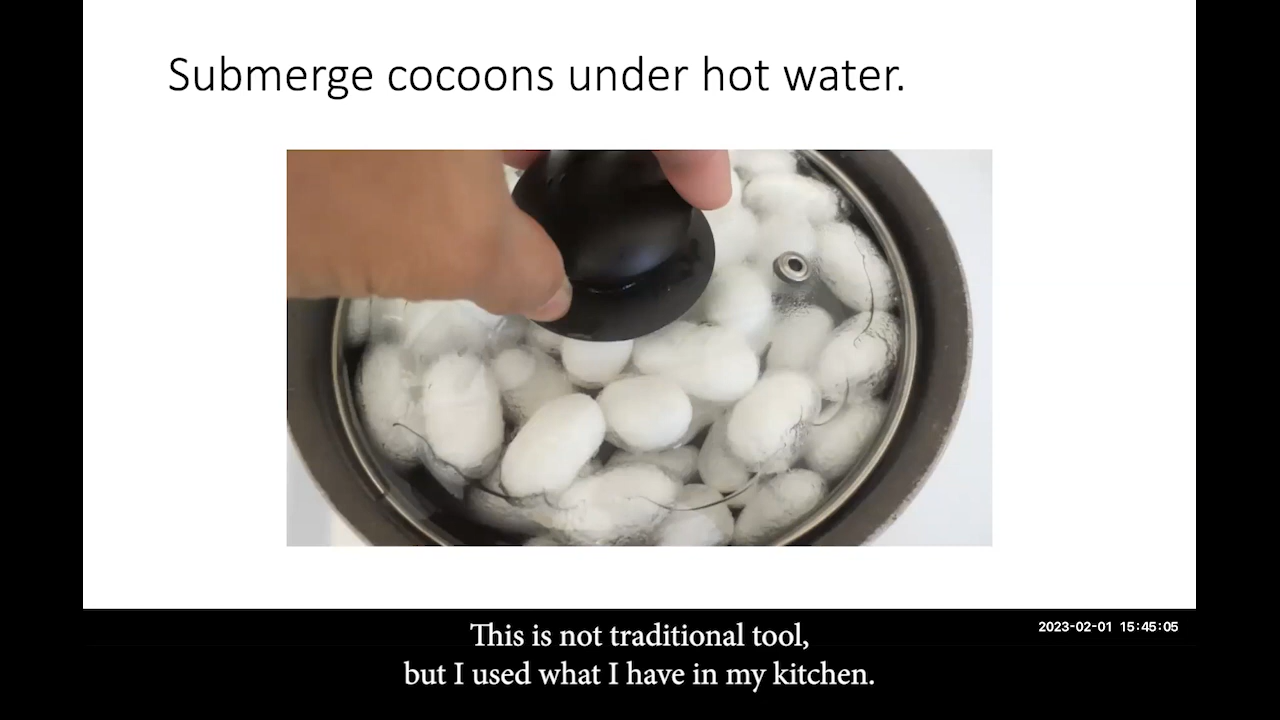 Submerge cocoons under hot water.
This is not traditional tool,
2023-02-01 15:45:05
but I used what I have in my kitchen.